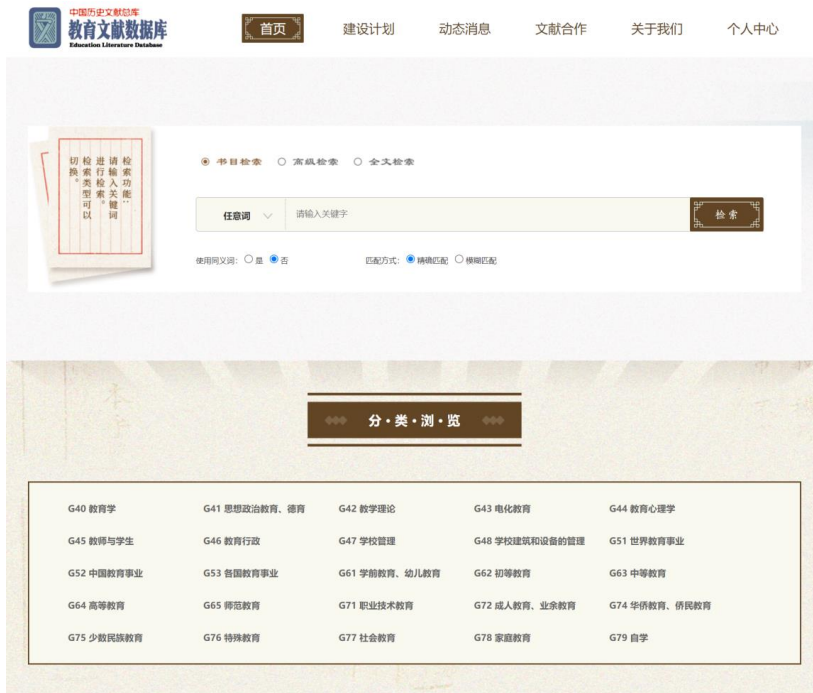 中国历史文献总库
教育文献数据库
Education Literature Database
首页 建设计划 动态消息 文献合作 关于我们 个人中心
检索功能：
请输入关键词
进行检索。
检索类型可以
切换。
书目检索 高级检索 全文检索
任意词 请输入关键字 检索
使用同义词: 是 否 匹配方式: 精确匹配 模糊匹配
分·类·浏·览
G40 教育学 G41 思想政治教育、德育 G42 教学理论 G43 电化教育 G44 教育心理学
G45 教师与学生 G46 教育行政 G47 学校管理 G48 学校建筑和设备的管理 G51 世界教育事业
G52 中国教育事业 G53 各国教育事业 G61 学前教育、幼儿教育 G62 初等教育 G63 中等教育
G64 高等教育 G65 师范教育 G71 职业技术教育 G72 成人教育、业余教育 G74 华侨教育、侨民教育
G75 少数民族教育 G76 特殊教育 G77 社会教育 G78 家庭教育 G79 自学